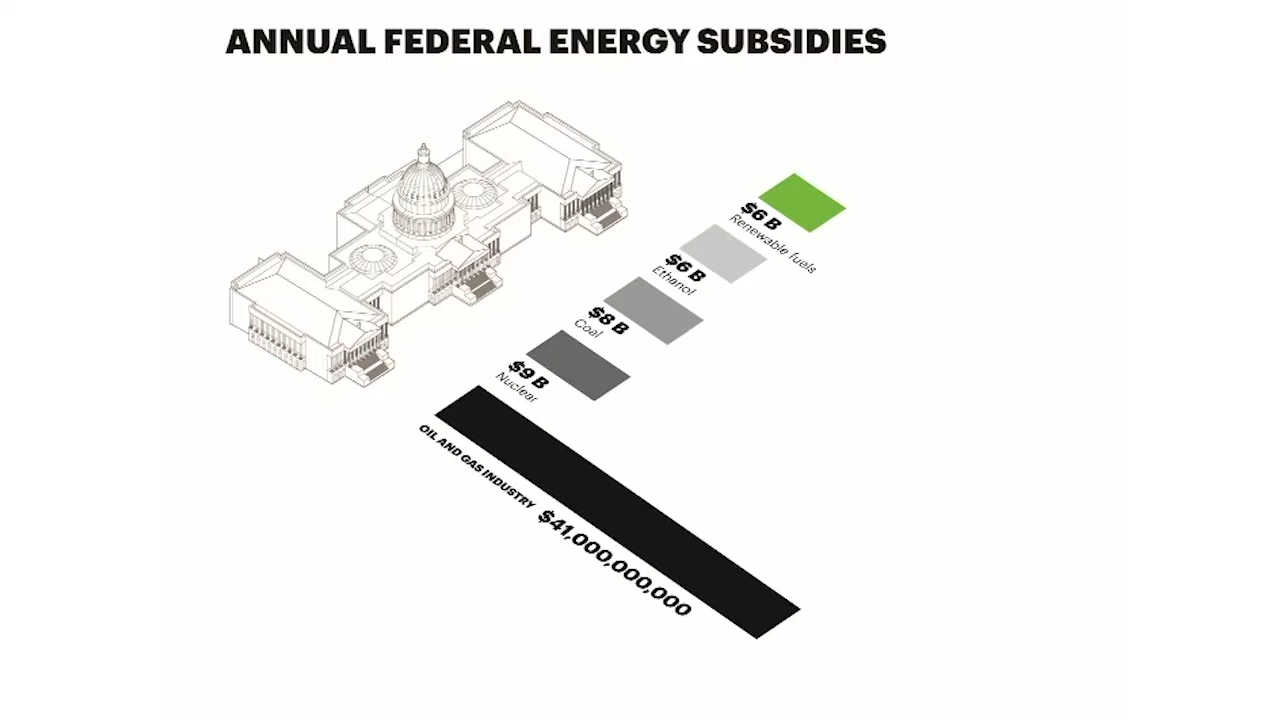 ANNUAL FEDERAL ENERGY SUBSIDIES
$6 B
Renewable fuels
$6 B
Ethanol
$8 B
Coal
$9 B
Nuclear
OIL AND GAS INDUSTRY $41,000,000,000